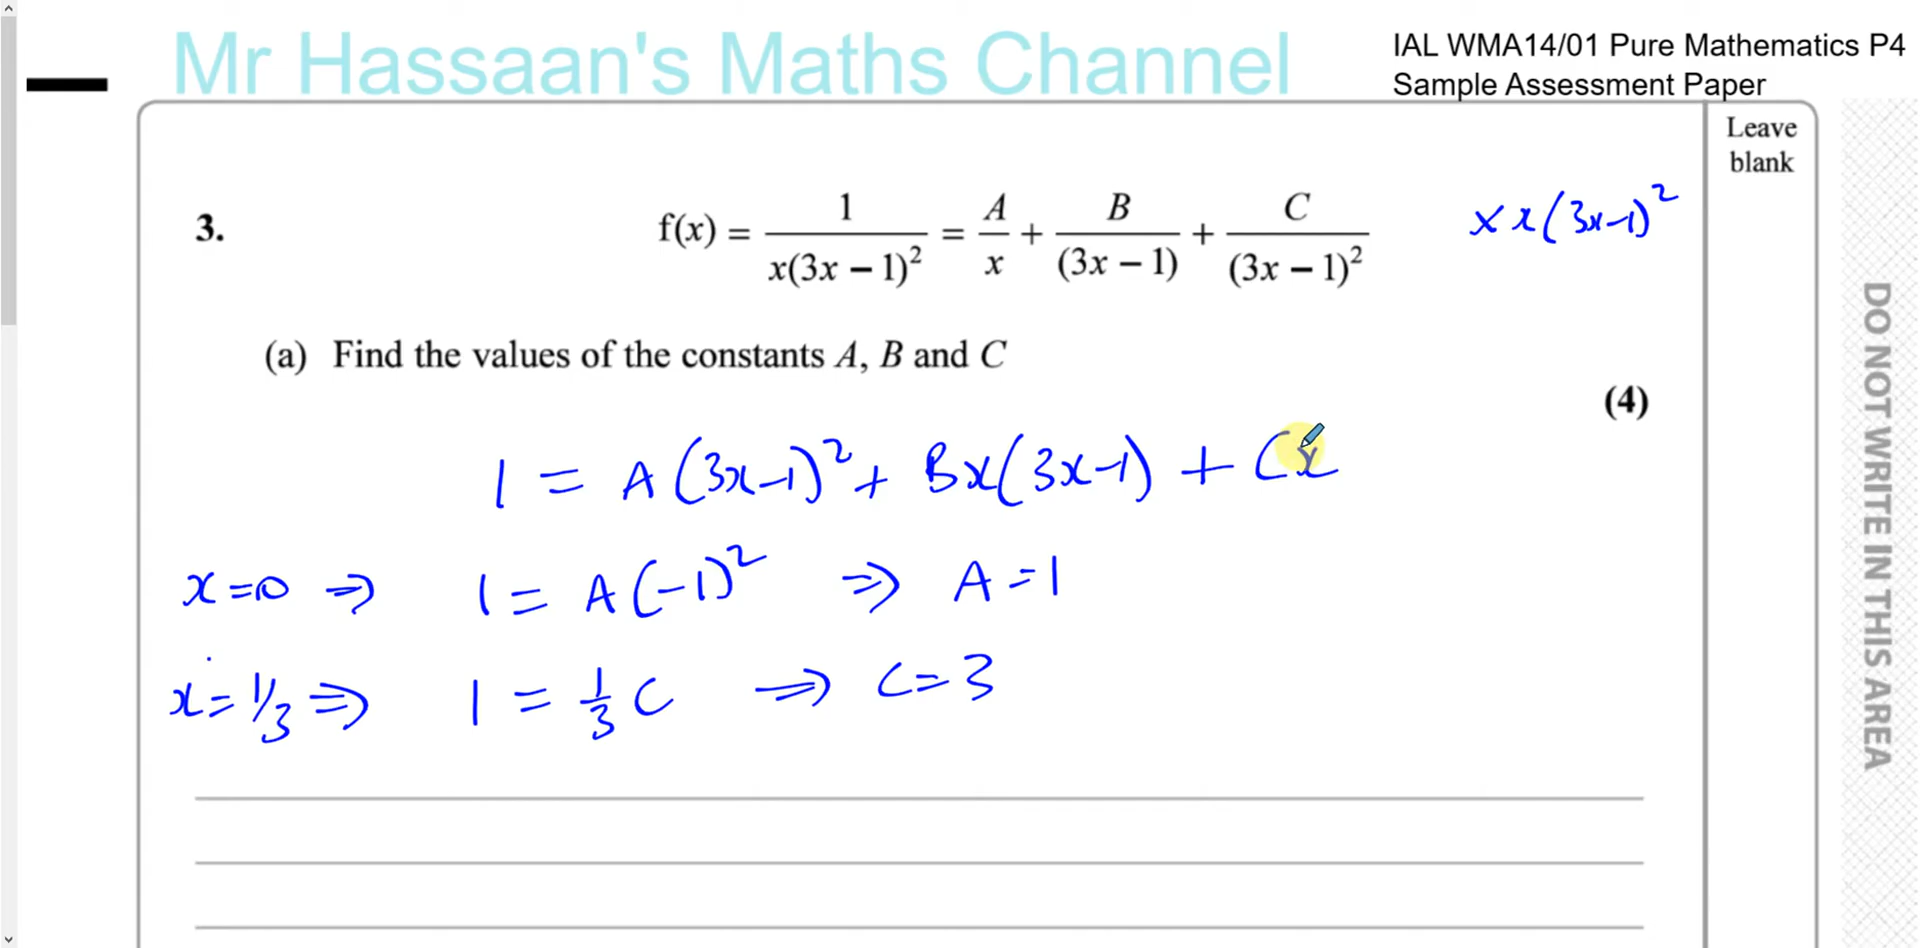 Mr Hassaan's Maths Channel
IAL WMA14/01 Pure Mathematics P4
Sample Assessment Paper
Leave
blank
3. f(x) = 1/(x(3x − 1)²) = A/x + B/(3x − 1) + C/(3x − 1)²
× x(3x-1)²
(a) Find the values of the constants A, B and C
(4)
1 = A(3x-1)² + Bx(3x-1) + Cx
x=0 ⇒ 1 = A(-1)² ⇒ A=1
x=1/3 ⇒ 1 = 1/3 C ⇒ C=3
DO NOT WRITE IN THIS AREA